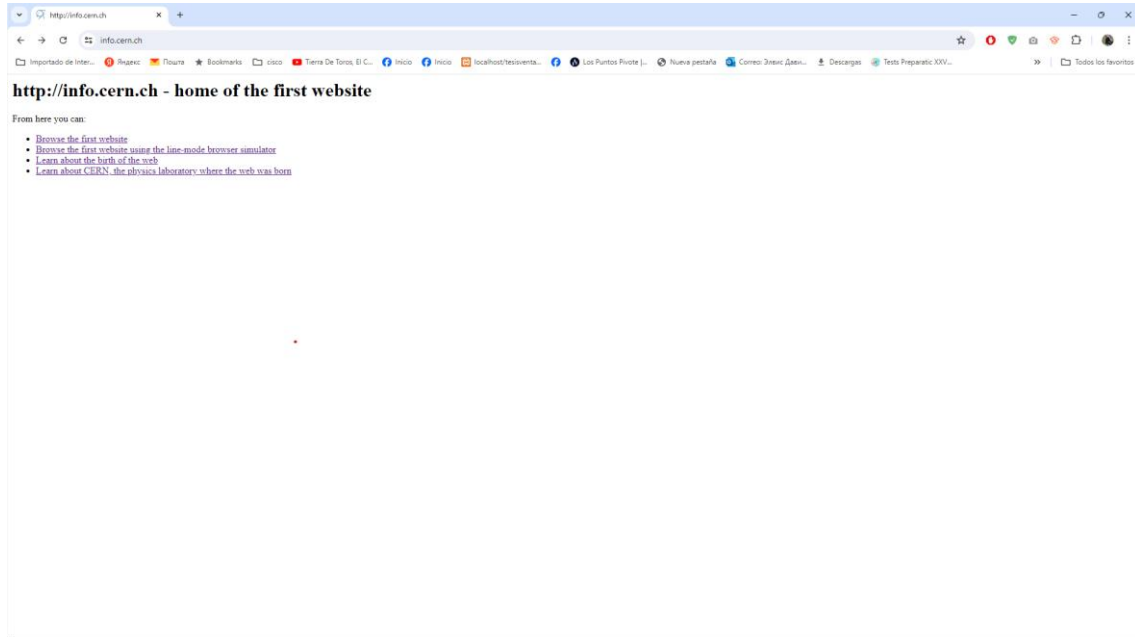 http://info.cern.ch
info.cern.ch
Importado de Inter... Яндекс Почта Bookmarks cisco Tierra De Toros, El C... Inicio Inicio localhost/tesisventa... Los Puntos Pivote |... Nueva pestaña Correo: Элвис Дави... Descargas Tests Preparatic XXV... Todos los favoritos
http://info.cern.ch - home of the first website
From here you can:
Browse the first website
Browse the first website using the line-mode browser simulator
Learn about the birth of the web
Learn about CERN, the physics laboratory where the web was born